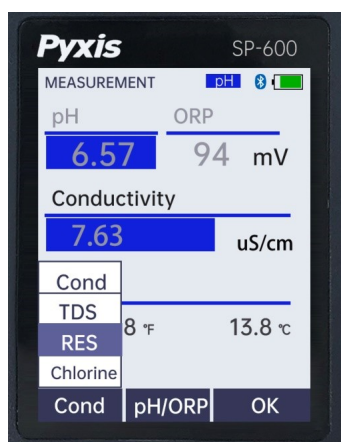 Pyxis SP-600
MEASUREMENT pH
pH ORP
6.57 94 mV
Conductivity
7.63 uS/cm
Cond
TDS
8 °F 13.8 °C
RES
Chlorine
Cond pH/ORP OK